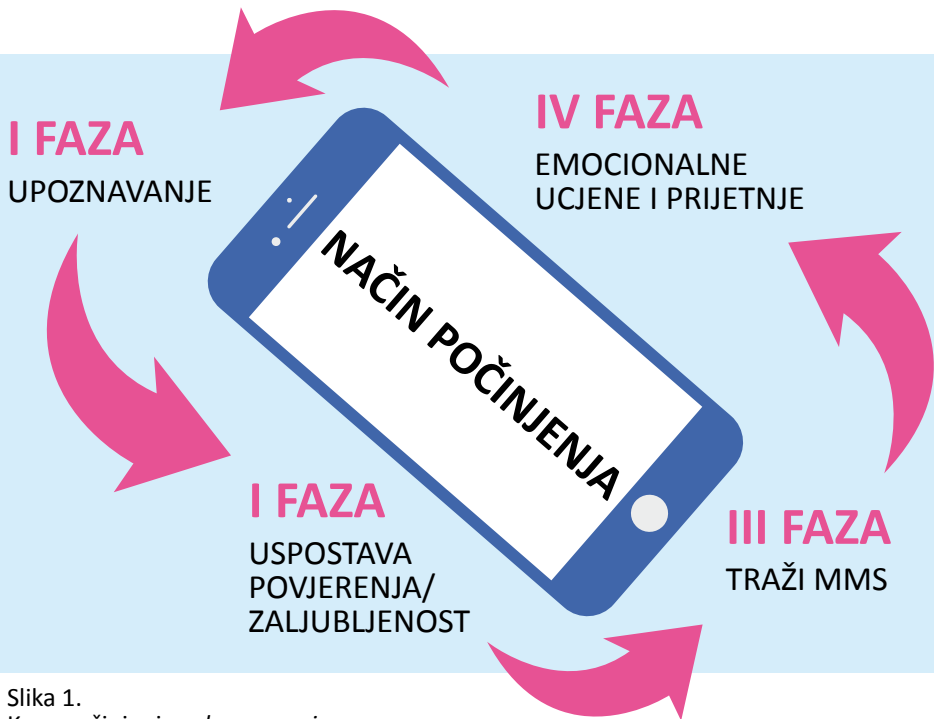 I FAZA
UPOZNAVANJE
IV FAZA
EMOCIONALNE
UCJENE I PRIJETNJE
NAČIN POČINJENJA
I FAZA
USPOSTAVA
POVJERENJA/
ZALJUBLJENOST
III FAZA
TRAŽI MMS
Slika 1.